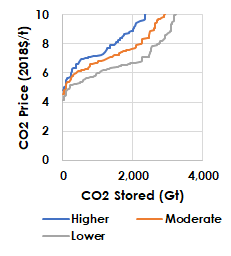 10
8
6
4
2
0
CO2 Price (2018$/t)
0 2,000 4,000
CO2 Stored (Gt)
Higher Moderate
Lower